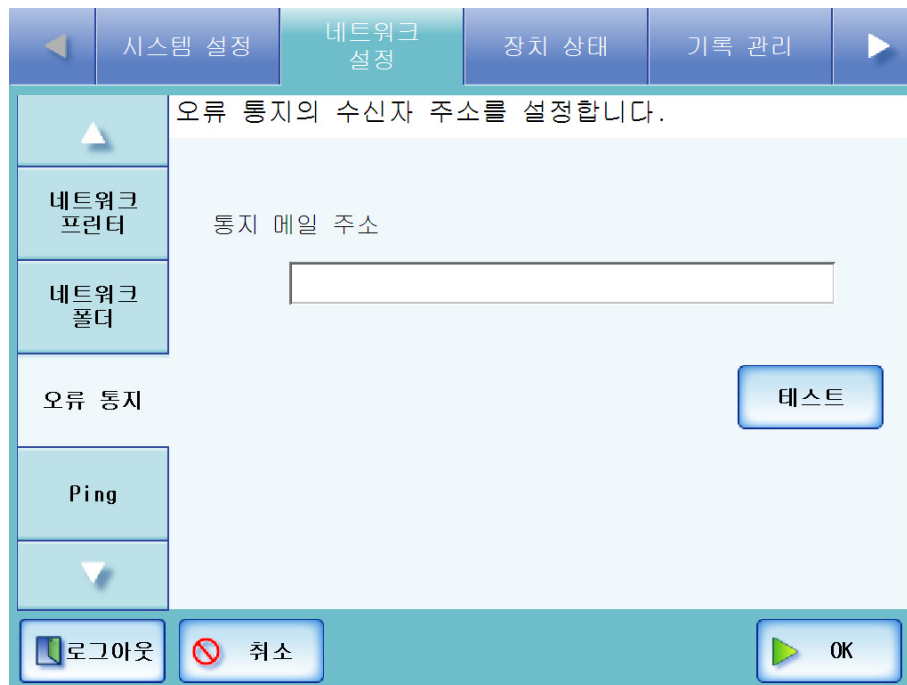 시스템 설정
네트워크
설정
장치 상태
기록 관리
오류 통지의 수신자 주소를 설정합니다.
네트워크
프린터
네트워크
폴더
오류 통지
Ping
통지 메일 주소
테스트
로그아웃
취소
OK